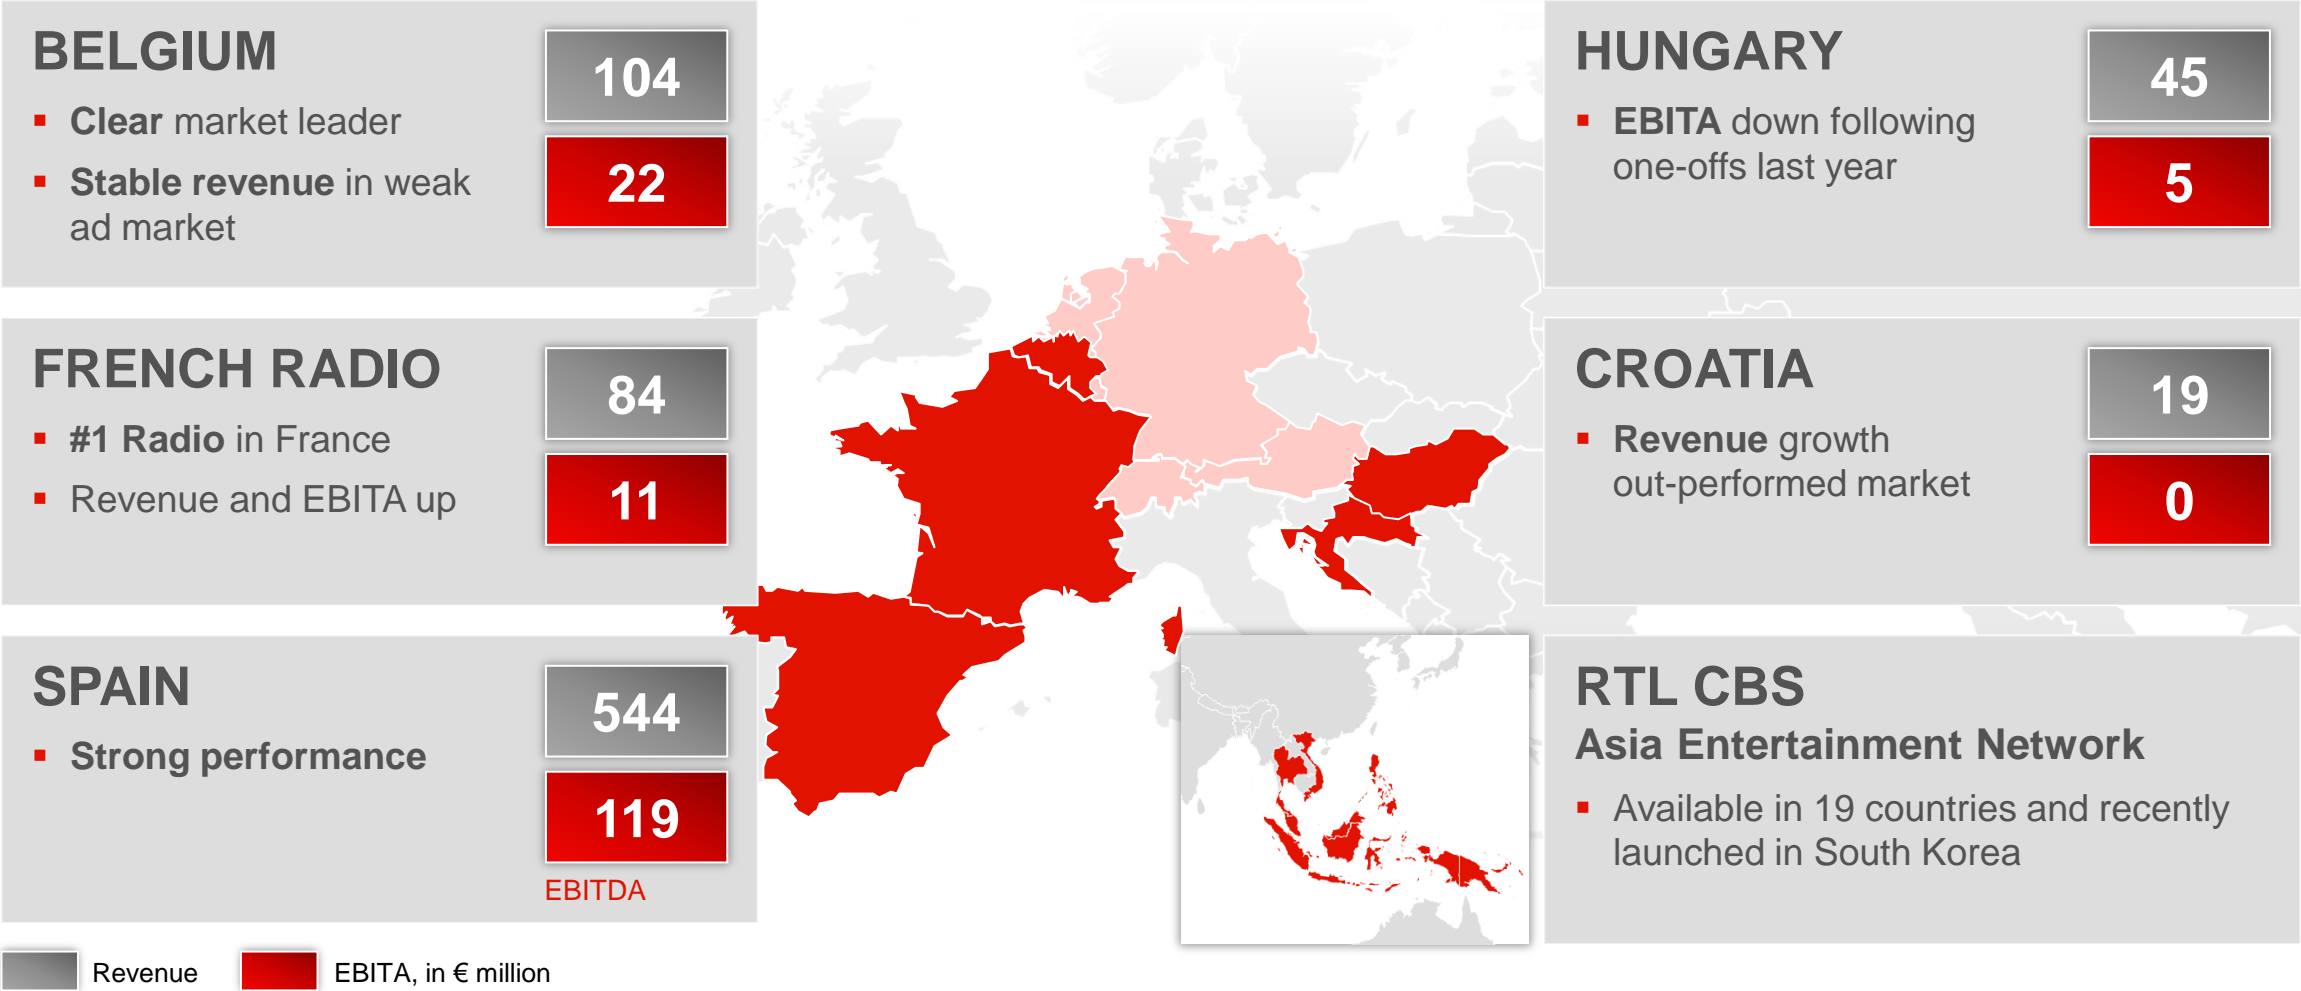 BELGIUM
104
▪ Clear market leader
▪ Stable revenue in weak
ad market
22
FRENCH RADIO
84
▪ #1 Radio in France
▪ Revenue and EBITA up
11
SPAIN
544
▪ Strong performance
119
EBITDA
HUNGARY
45
▪ EBITA down following
one-offs last year
5
CROATIA
19
▪ Revenue growth
out-performed market
0
RTL CBS
Asia Entertainment Network
▪ Available in 19 countries and recently
launched in South Korea
Revenue
EBITA, in € million